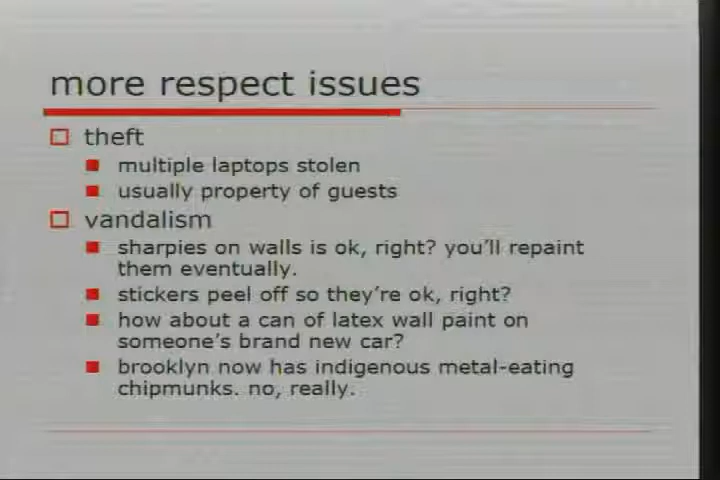 more respect issues
theft
multiple laptops stolen
usually property of guests
vandalism
sharpies on walls is ok, right? you'll repaint
them eventually.
stickers peel off so they're ok, right?
how about a can of latex wall paint on
someone's brand new car?
brooklyn now has indigenous metal-eating
chipmunks. no, really.